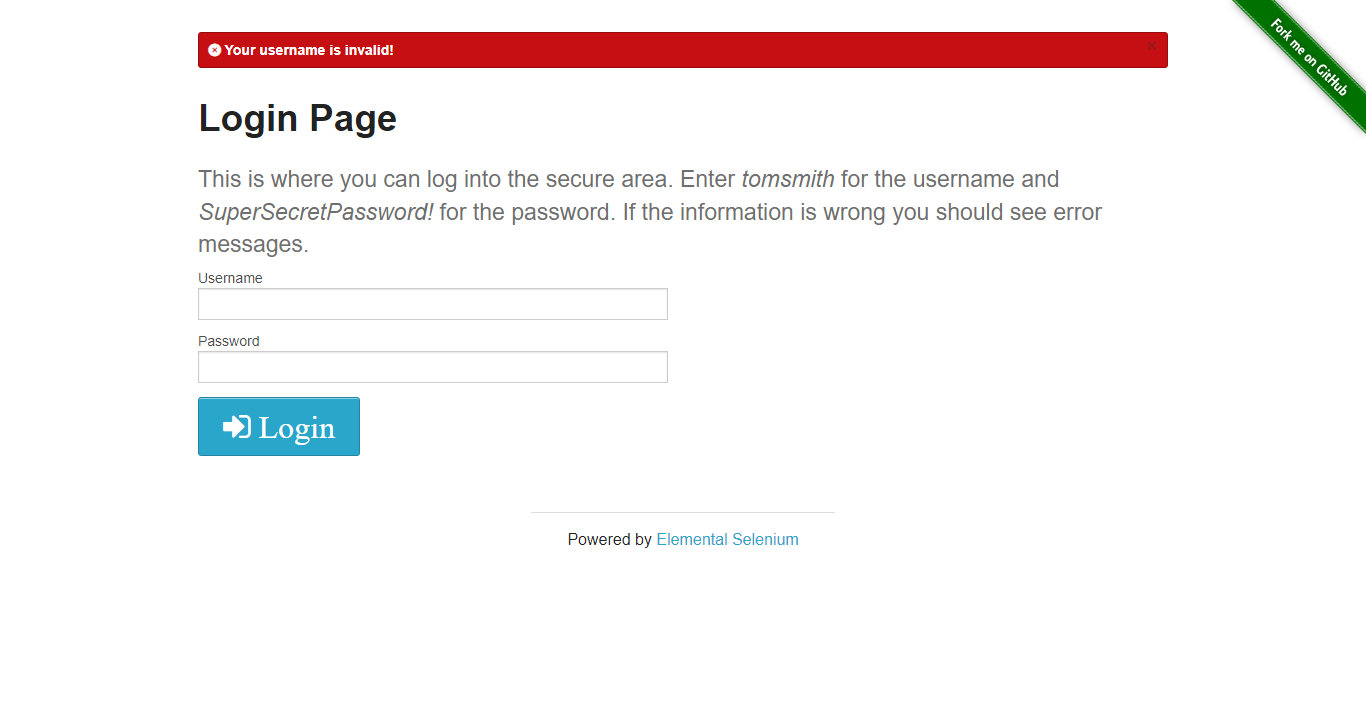 Your username is invalid!
×
Fork me on GitHub
Login Page
This is where you can log into the secure area. Enter tomsmith for the username and
SuperSecretPassword! for the password. If the information is wrong you should see error
messages.
Username
Password
Login
Powered by Elemental Selenium